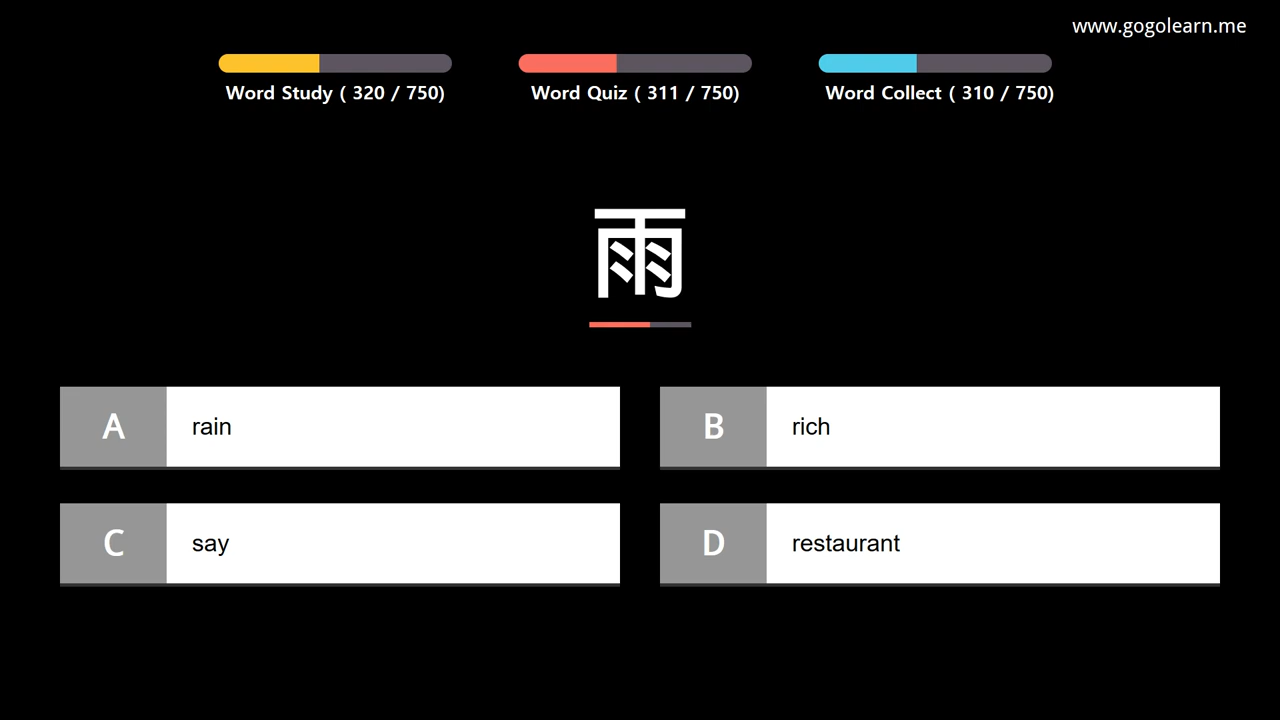 www.gogolearn.me
Word Study ( 320 / 750)
Word Quiz ( 311 / 750)
Word Collect ( 310 / 750)
雨
A rain
B rich
C say
D restaurant